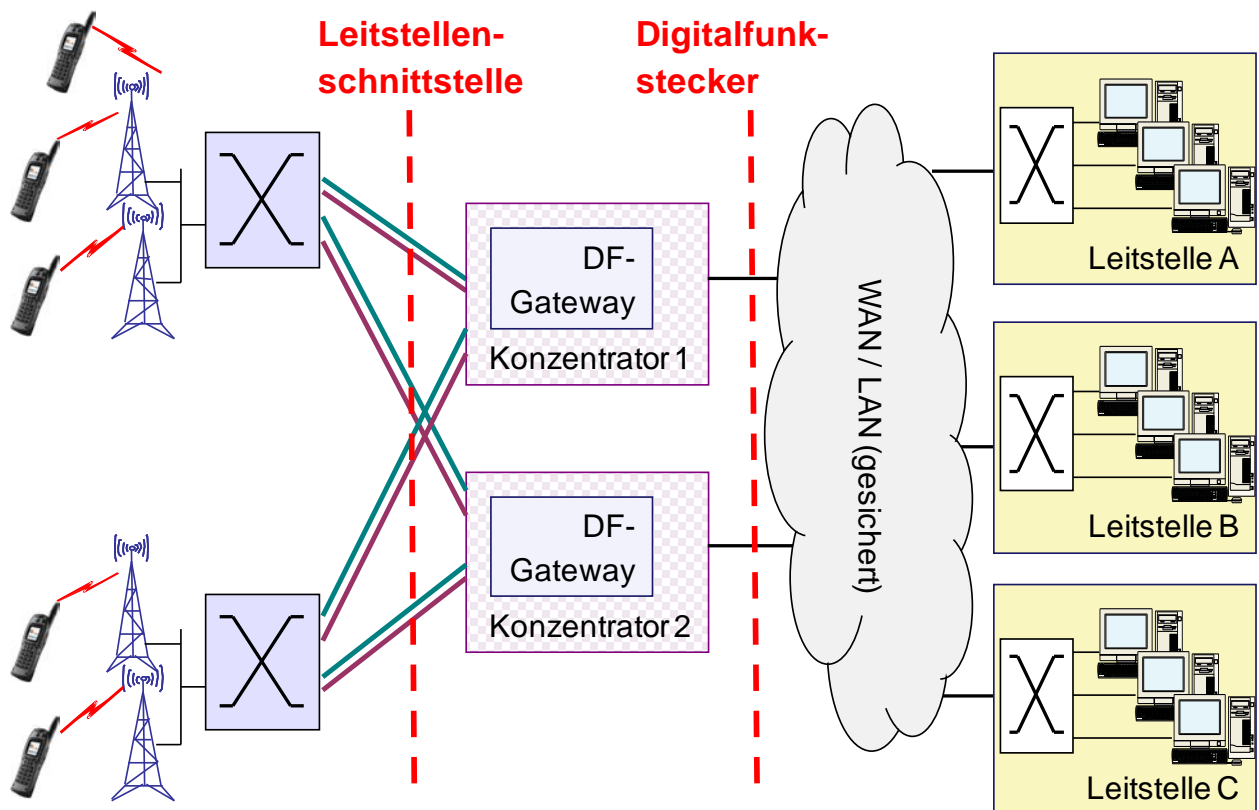 Leitstellen-
schnittstelle
Digitalfunk-
stecker
DF-
Gateway
Konzentrator 1
DF-
Gateway
Konzentrator 2
WAN / LAN (gesichert)
Leitstelle A
Leitstelle B
Leitstelle C